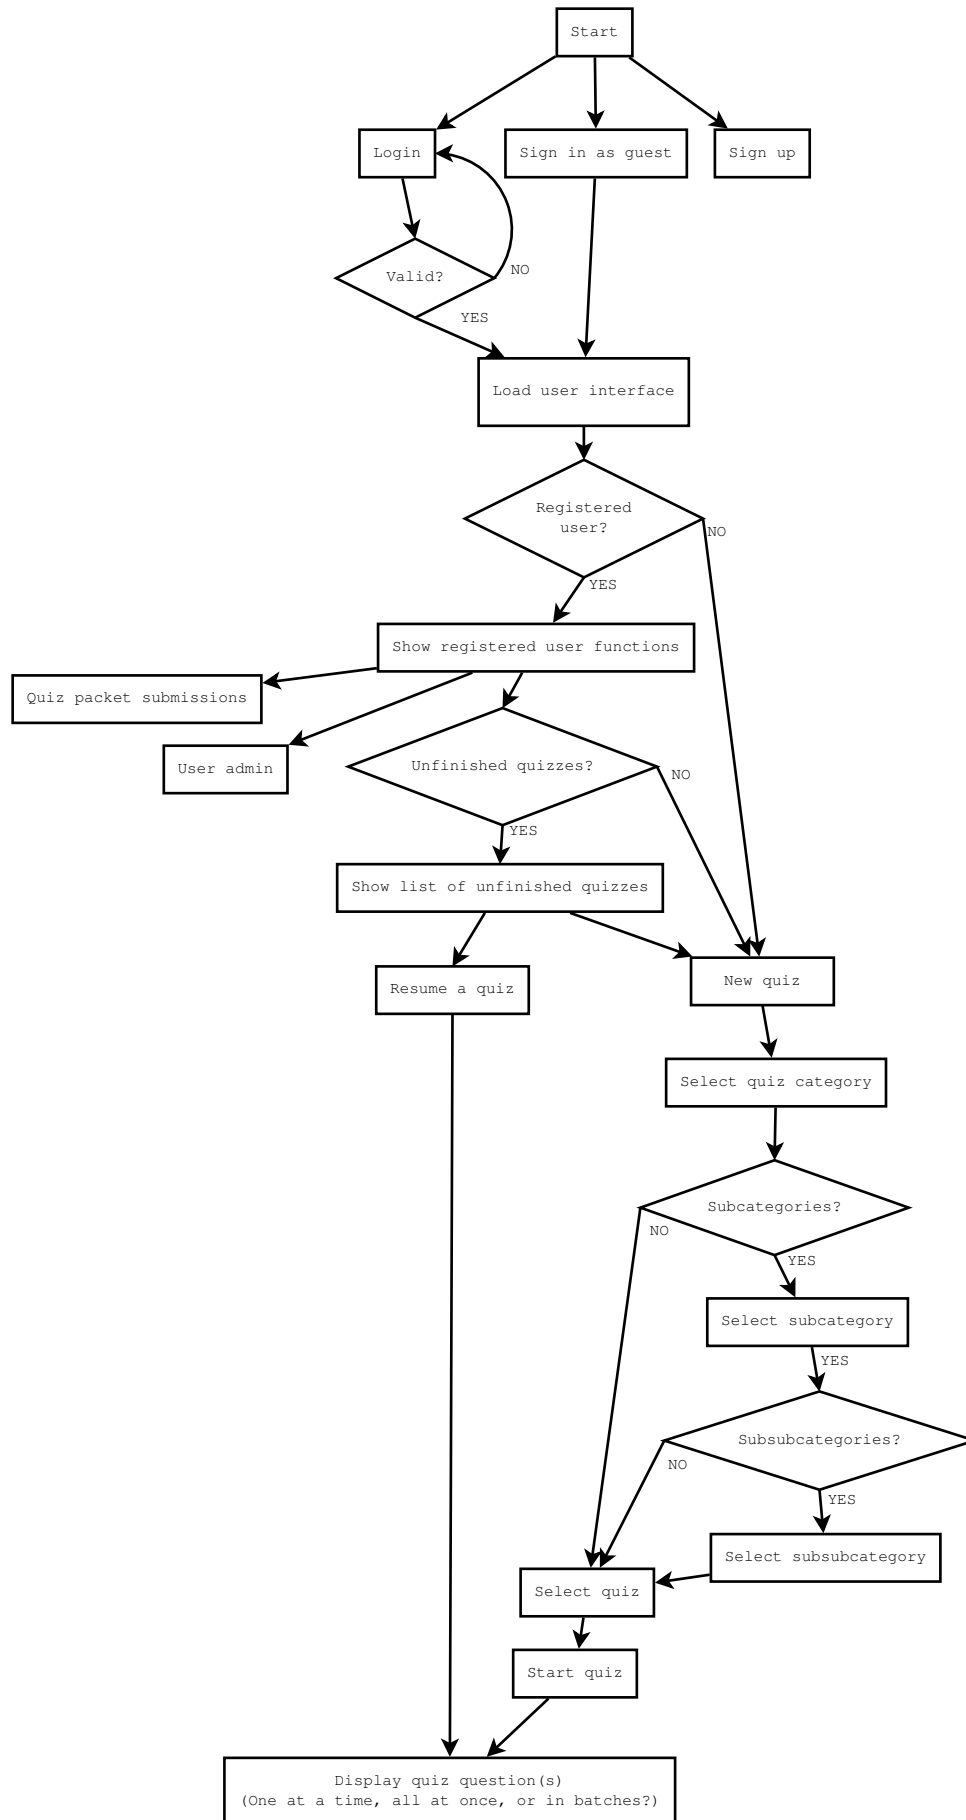 Start
Login
Sign in as guest
Sign up
Valid?
NO
YES
Load user interface
Registered
user?
NO
YES
Show registered user functions
Quiz packet submissions
User admin
Unfinished quizzes?
NO
YES
Show list of unfinished quizzes
Resume a quiz
New quiz
Select quiz category
Subcategories?
NO
YES
Select subcategory
YES
Subsubcategories?
NO
YES
Select subsubcategory
Select quiz
Start quiz
Display quiz question(s)
(One at a time, all at once, or in batches?)